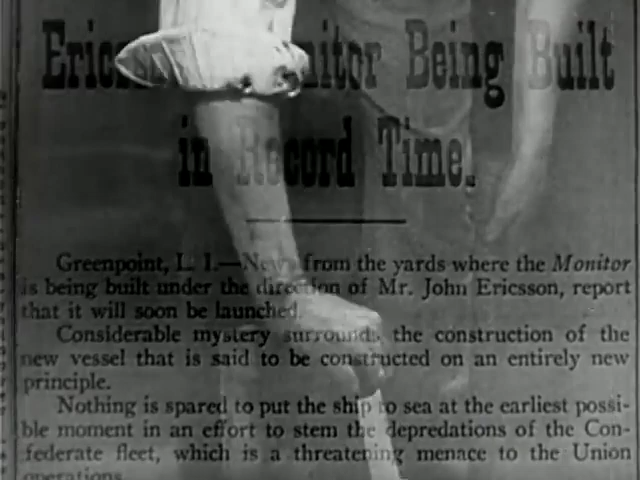 Ericsson's Monitor Being Built
in Record Time.
Greenpoint, L. I.—News from the yards where the Monitor
is being built under the direction of Mr. John Ericsson, report
that it will soon be launched.
Considerable mystery surrounds the construction of the
new vessel that is said to be constructed on an entirely new
principle.
Nothing is spared to put the ship to sea at the earliest possi-
ble moment in an effort to stem the depredations of the Con-
federate fleet, which is a threatening menace to the Union
operations